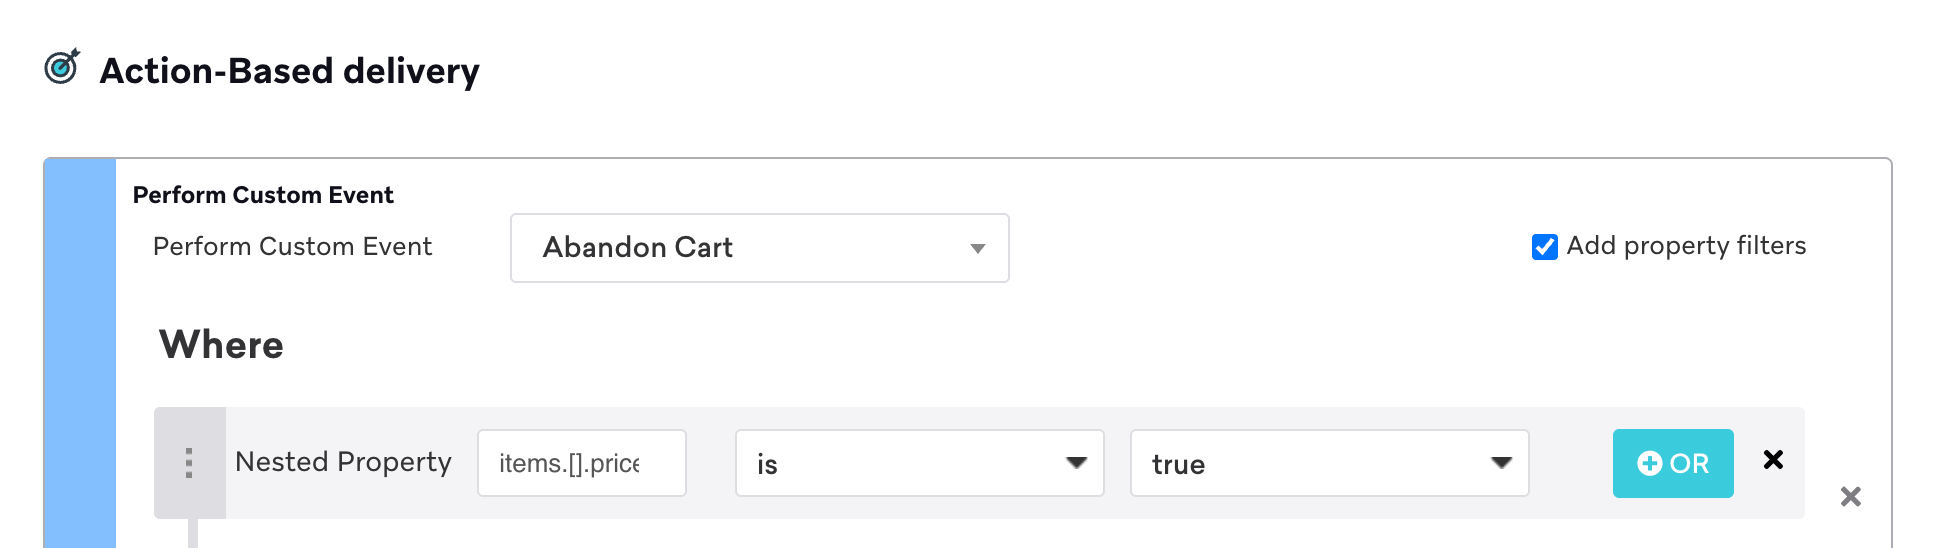 Action-Based delivery
Perform Custom Event
Perform Custom Event Abandon Cart Add property filters
Where
Nested Property items.[].price is true OR